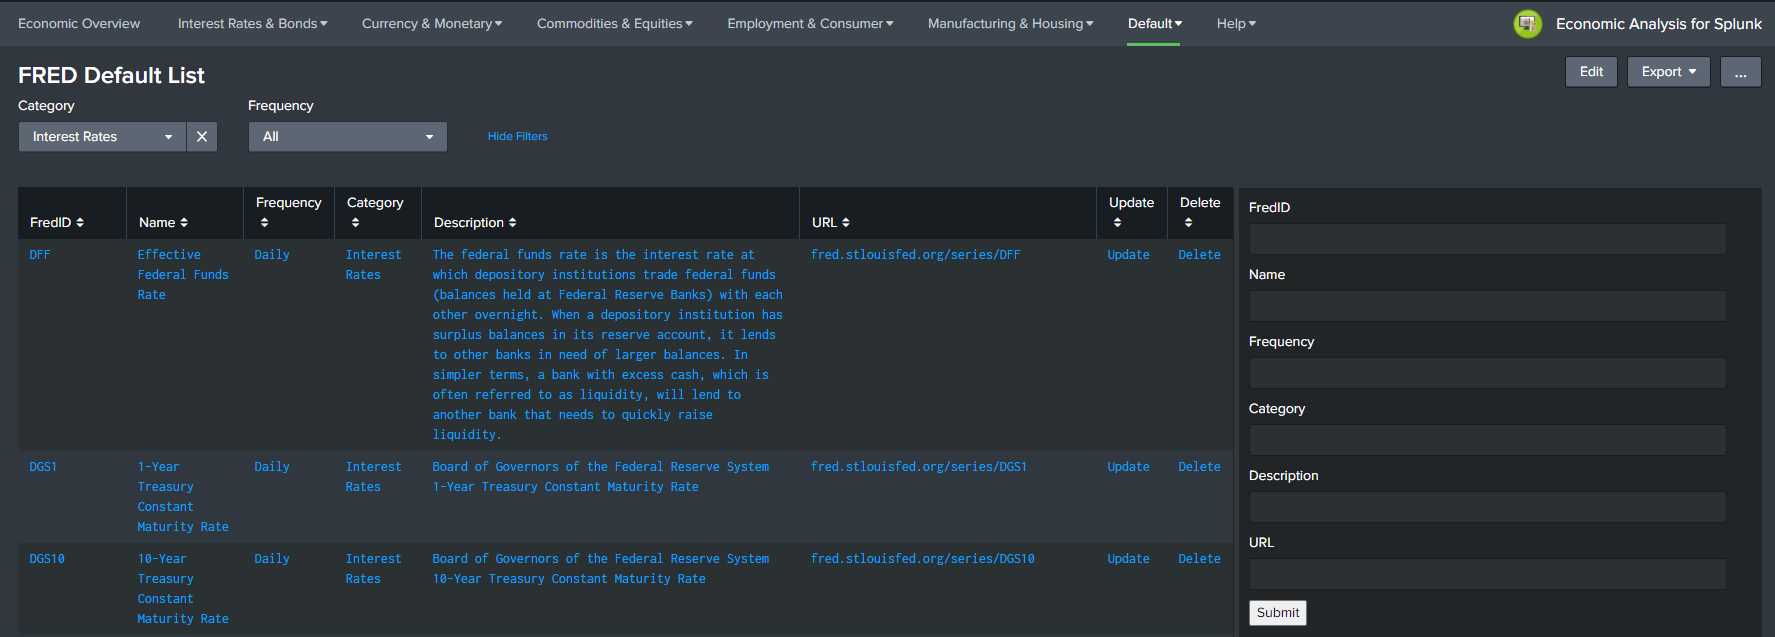 Economic Overview
Interest Rates & Bonds
Currency & Monetary
Commodities & Equities
Employment & Consumer
Manufacturing & Housing
Default
Help
Economic Analysis for Splunk
FRED Default List
Edit
Export
...
Category
Frequency
Interest Rates
All
Hide Filters
FredID
Name
Frequency
Category
Description
URL
Update
Delete
DFF
Effective
Federal Funds
Rate
Daily
Interest
Rates
The federal funds rate is the interest rate at
which depository institutions trade federal funds
(balances held at Federal Reserve Banks) with each
other overnight. When a depository institution has
surplus balances in its reserve account, it lends
to other banks in need of larger balances. In
simpler terms, a bank with excess cash, which is
often referred to as liquidity, will lend to
another bank that needs to quickly raise
liquidity.
fred.stlouisfed.org/series/DFF
Update
Delete
DGS1
1-Year
Treasury
Constant
Maturity Rate
Daily
Interest
Rates
Board of Governors of the Federal Reserve System
1-Year Treasury Constant Maturity Rate
fred.stlouisfed.org/series/DGS1
Update
Delete
DGS10
10-Year
Treasury
Constant
Maturity Rate
Daily
Interest
Rates
Board of Governors of the Federal Reserve System
10-Year Treasury Constant Maturity Rate
fred.stlouisfed.org/series/DGS10
Update
Delete
FredID
Name
Frequency
Category
Description
URL
Submit